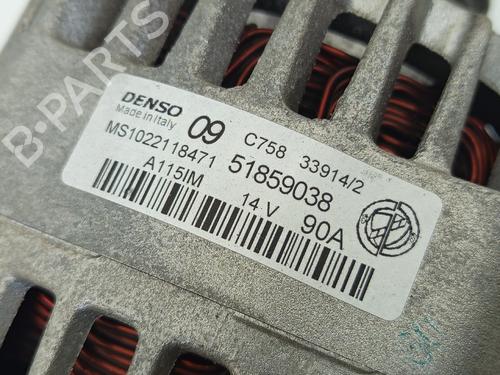 B-PARTS
DENSO
Made in Italy
09 C758 33914/2
MS1022118471 51859038
A115IM 14 V 90A